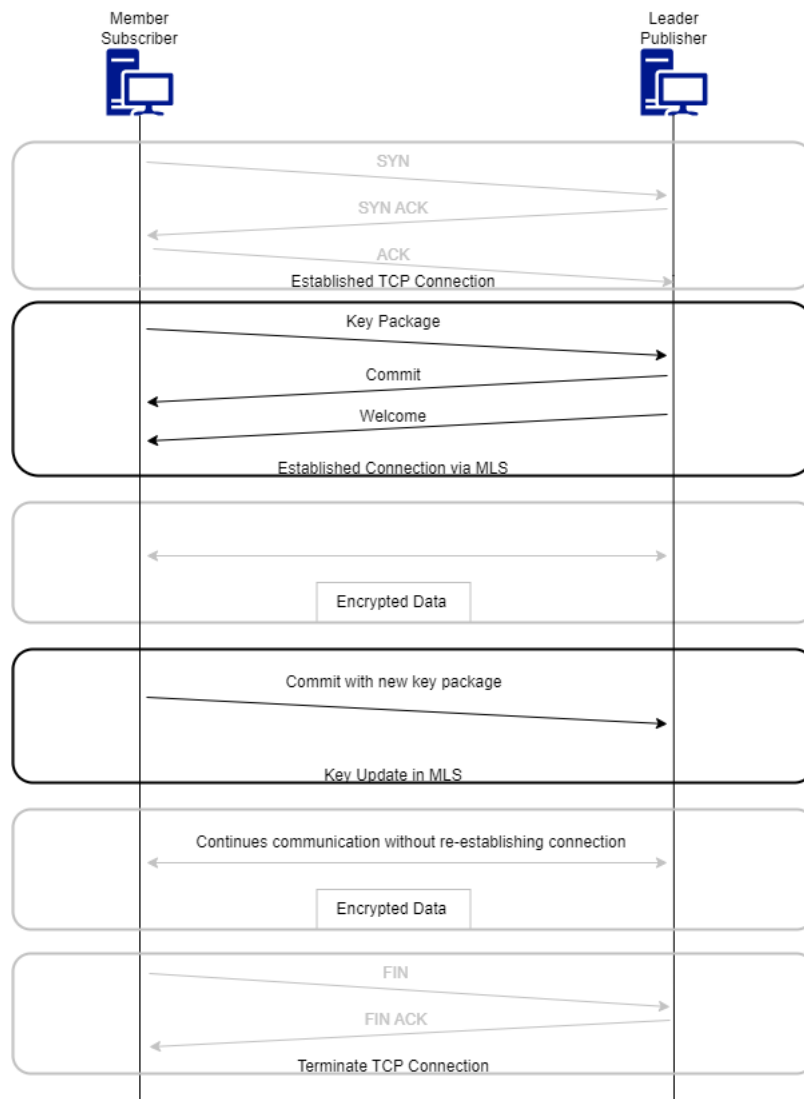 Member
Subscriber
Leader
Publisher
SYN
SYN ACK
ACK
Established TCP Connection
Key Package
Commit
Welcome
Established Connection via MLS
Encrypted Data
Commit with new key package
Key Update in MLS
Continues communication without re-establishing connection
Encrypted Data
FIN
FIN ACK
Terminate TCP Connection